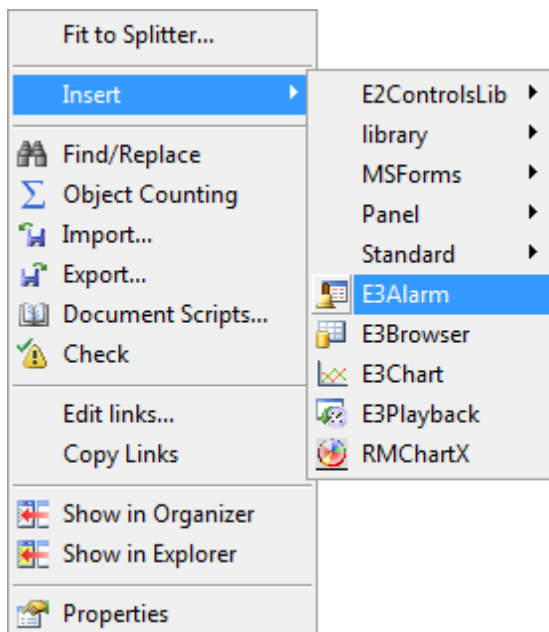 Fit to Splitter...
Insert
Find/Replace
Object Counting
Import...
Export...
Document Scripts...
Check
Edit links...
Copy Links
Show in Organizer
Show in Explorer
Properties
E2ControlsLib
library
MSForms
Panel
Standard
E3Alarm
E3Browser
E3Chart
E3Playback
RMChartX